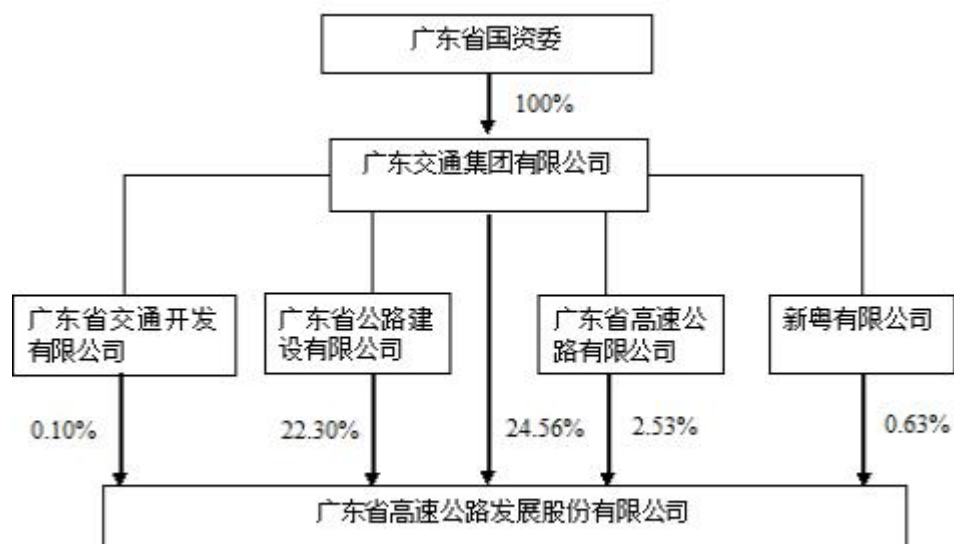 广东省国资委
100%
广东交通集团有限公司
广东省交通开发
有限公司
广东省公路建
设有限公司
广东省高速公
路有限公司
新粤有限公司
0.10%
22.30%
24.56%
2.53%
0.63%
广东省高速公路发展股份有限公司